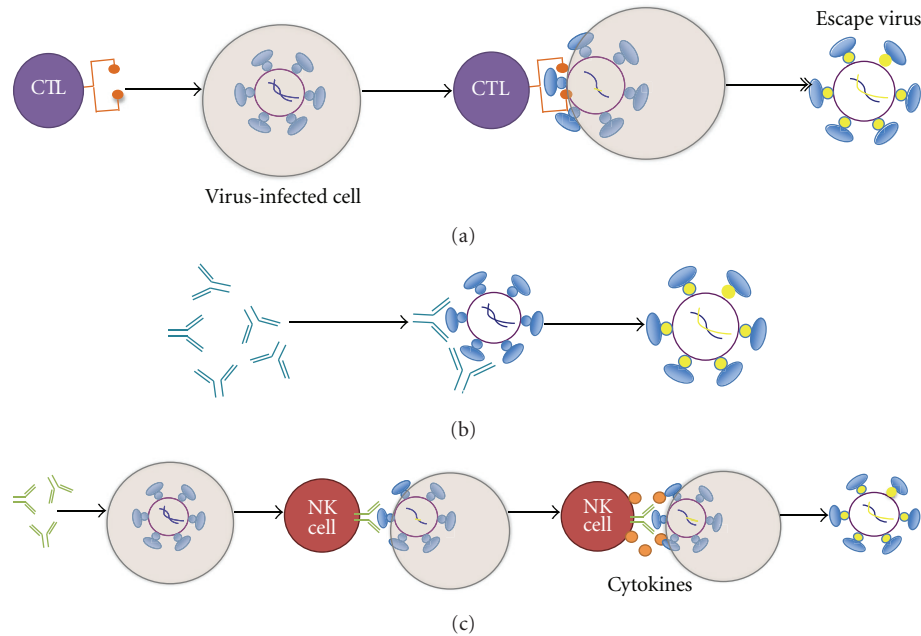 Escape virus
CTL
CTL
Virus-infected cell
(a)
(b)
NK
cell
NK
cell
Cytokines
(c)